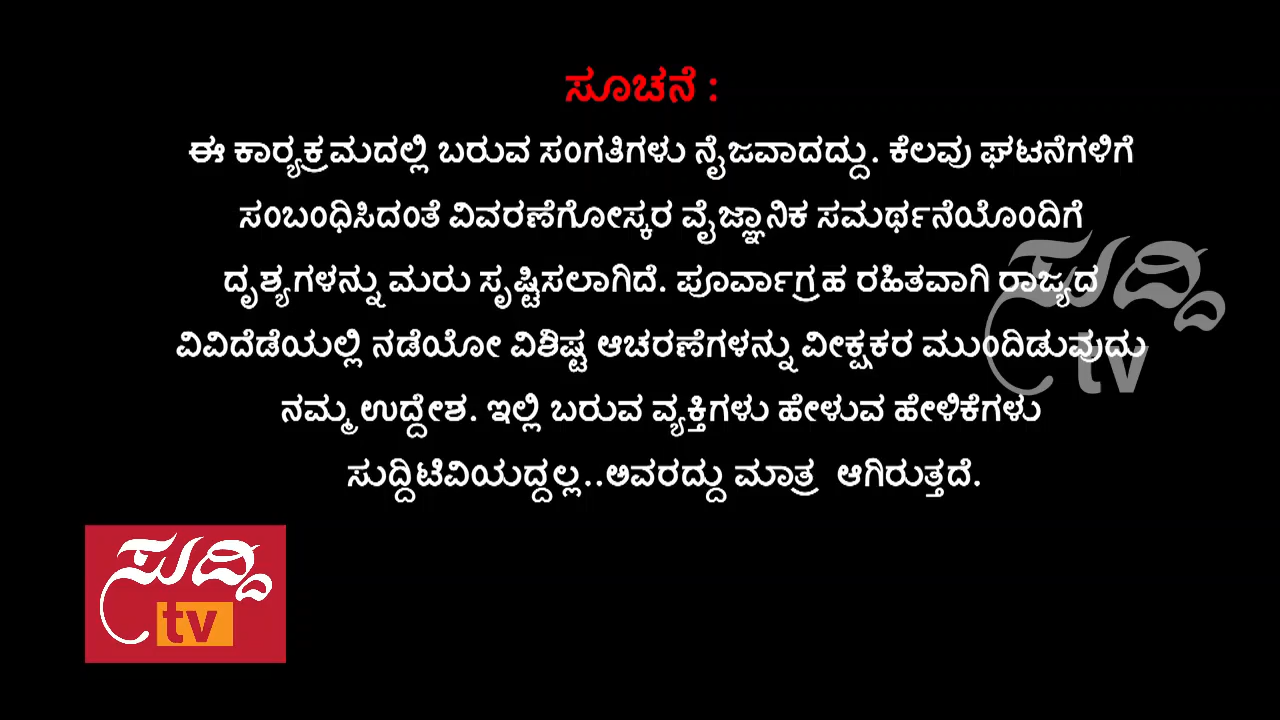 ಸೂಚನೆ :
ಈ ಕಾರ‍್ಯಕ್ರಮದಲ್ಲಿ ಬರುವ ಸಂಗತಿಗಳು ನೈಜವಾದದ್ದು. ಕೆಲವು ಘಟನೆಗಳಿಗೆ
ಸಂಬಂಧಿಸಿದಂತೆ ವಿವರಣೆಗೋಸ್ಕರ ವೈಜ್ಞಾನಿಕ ಸಮರ್ಥನೆಯೊಂದಿಗೆ
ದೃಶ್ಯಗಳನ್ನು ಮರು ಸೃಷ್ಟಿಸಲಾಗಿದೆ. ಪೂರ್ವಾಗ್ರಹ ರಹಿತವಾಗಿ ರಾಜ್ಯದ
ವಿವಿದೆಡೆಯಲ್ಲಿ ನಡೆಯೋ ವಿಶಿಷ್ಟ ಆಚರಣೆಗಳನ್ನು ವೀಕ್ಷಕರ ಮುಂದಿಡುವುದು
ನಮ್ಮ ಉದ್ದೇಶ. ಇಲ್ಲಿ ಬರುವ ವ್ಯಕ್ತಿಗಳು ಹೇಳುವ ಹೇಳಿಕೆಗಳು
ಸುದ್ದಿಟಿವಿಯದ್ದಲ್ಲ..ಅವರದ್ದು ಮಾತ್ರ ಆಗಿರುತ್ತದೆ.
ಸುದ್ದಿ
tv
ಸುದ್ದಿ
tv